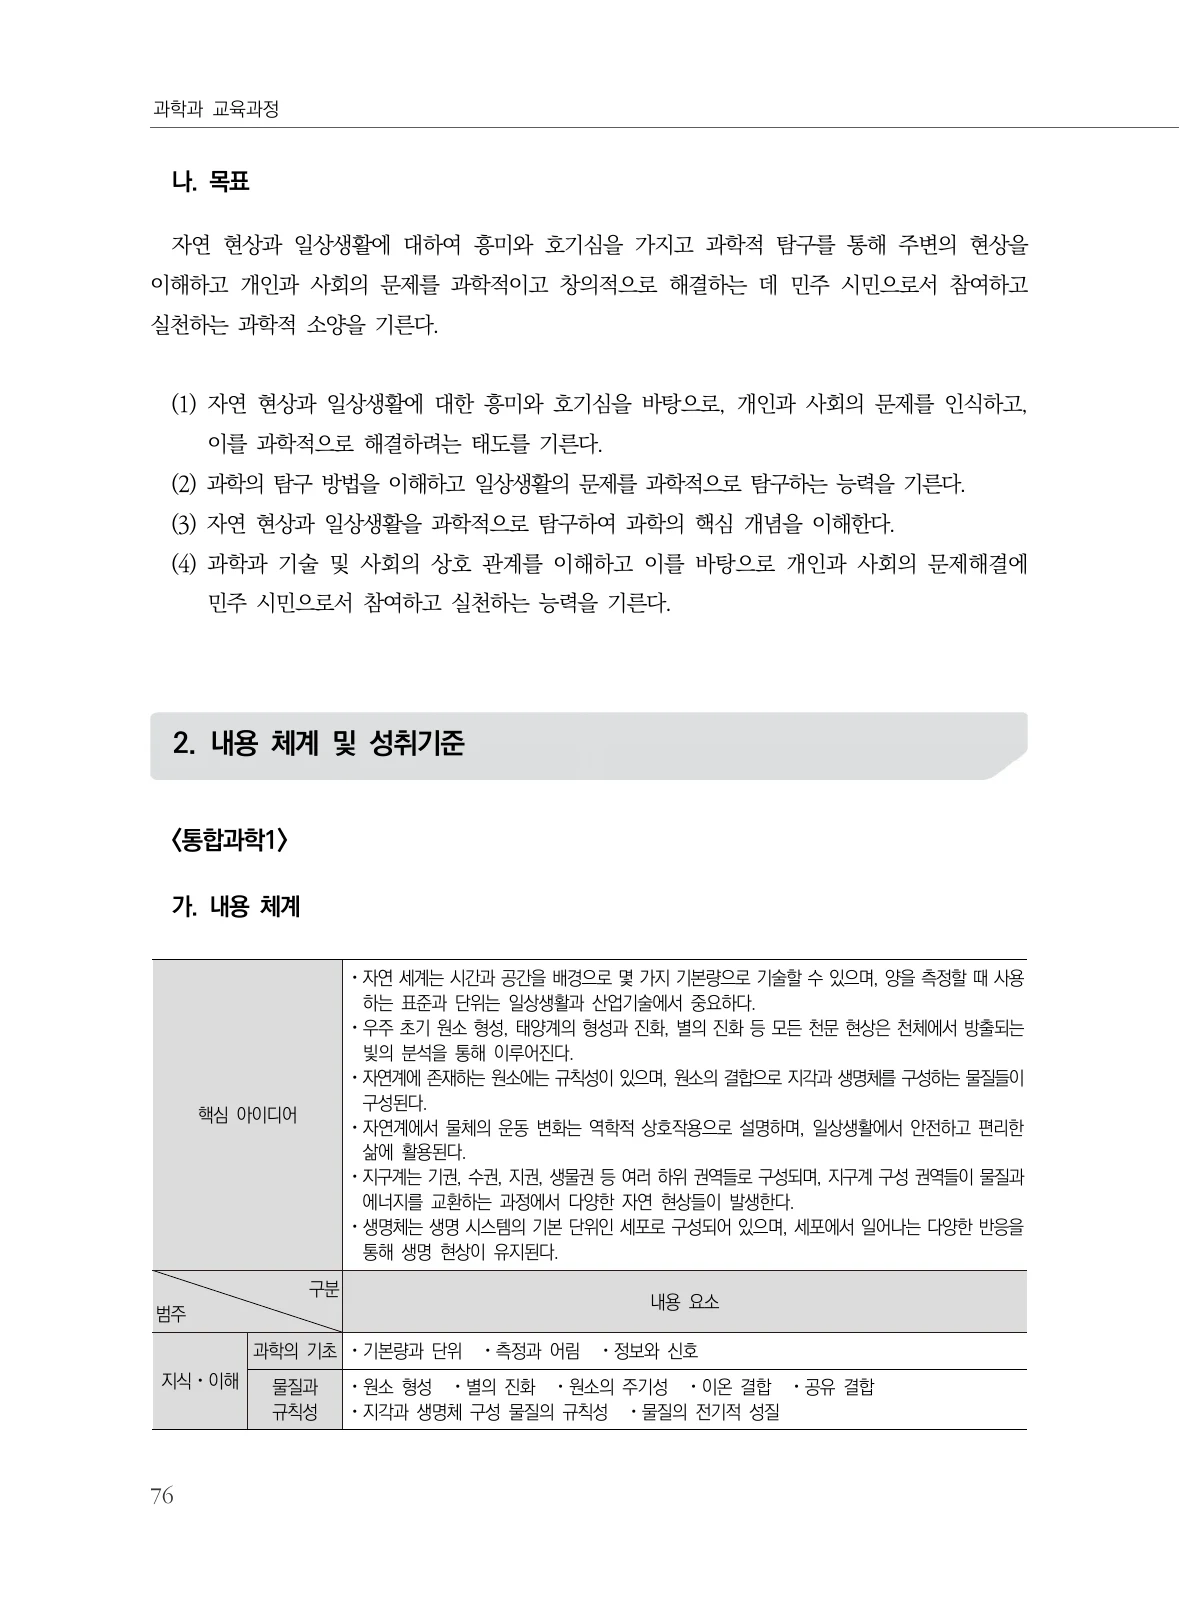 과학과 교육과정
나. 목표
자연 현상과 일상생활에 대하여 흥미와 호기심을 가지고 과학적 탐구를 통해 주변의 현상을
이해하고 개인과 사회의 문제를 과학적이고 창의적으로 해결하는 데 민주 시민으로서 참여하고
실천하는 과학적 소양을 기른다.
(1) 자연 현상과 일상생활에 대한 흥미와 호기심을 바탕으로, 개인과 사회의 문제를 인식하고,
이를 과학적으로 해결하려는 태도를 기른다.
(2) 과학의 탐구 방법을 이해하고 일상생활의 문제를 과학적으로 탐구하는 능력을 기른다.
(3) 자연 현상과 일상생활을 과학적으로 탐구하여 과학의 핵심 개념을 이해한다.
(4) 과학과 기술 및 사회의 상호 관계를 이해하고 이를 바탕으로 개인과 사회의 문제해결에
민주 시민으로서 참여하고 실천하는 능력을 기른다.
2. 내용 체계 및 성취기준
〈통합과학1〉
가. 내용 체계
핵심 아이디어
・자연 세계는 시간과 공간을 배경으로 몇 가지 기본량으로 기술할 수 있으며, 양을 측정할 때 사용
하는 표준과 단위는 일상생활과 산업기술에서 중요하다.
・우주 초기 원소 형성, 태양계의 형성과 진화, 별의 진화 등 모든 천문 현상은 천체에서 방출되는
빛의 분석을 통해 이루어진다.
・자연계에 존재하는 원소에는 규칙성이 있으며, 원소의 결합으로 지각과 생명체를 구성하는 물질들이
구성된다.
・자연계에서 물체의 운동 변화는 역학적 상호작용으로 설명하며, 일상생활에서 안전하고 편리한
삶에 활용된다.
・지구계는 기권, 수권, 지권, 생물권 등 여러 하위 권역들로 구성되며, 지구계 구성 권역들이 물질과
에너지를 교환하는 과정에서 다양한 자연 현상들이 발생한다.
・생명체는 생명 시스템의 기본 단위인 세포로 구성되어 있으며, 세포에서 일어나는 다양한 반응을
통해 생명 현상이 유지된다.
구분
범주
내용 요소
지식・이해
과학의 기초
・기본량과 단위 ・측정과 어림 ・정보와 신호
물질과
규칙성
・원소 형성 ・별의 진화 ・원소의 주기성 ・이온 결합 ・공유 결합
・지각과 생명체 구성 물질의 규칙성 ・물질의 전기적 성질
76